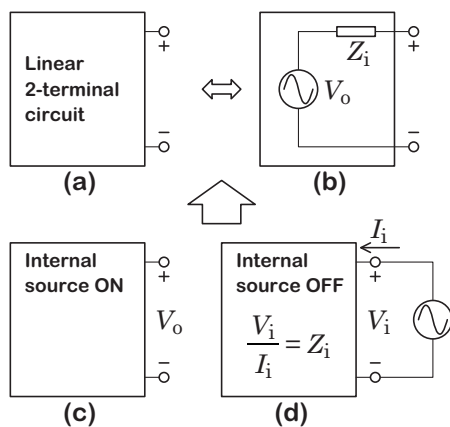 Linear
2-terminal
circuit
+
−
(a)
Z_i
V_o
+
−
(b)
Internal
source ON
+
V_o
−
(c)
Internal
source OFF
V_i/I_i = Z_i
I_i
+
V_i
−
(d)